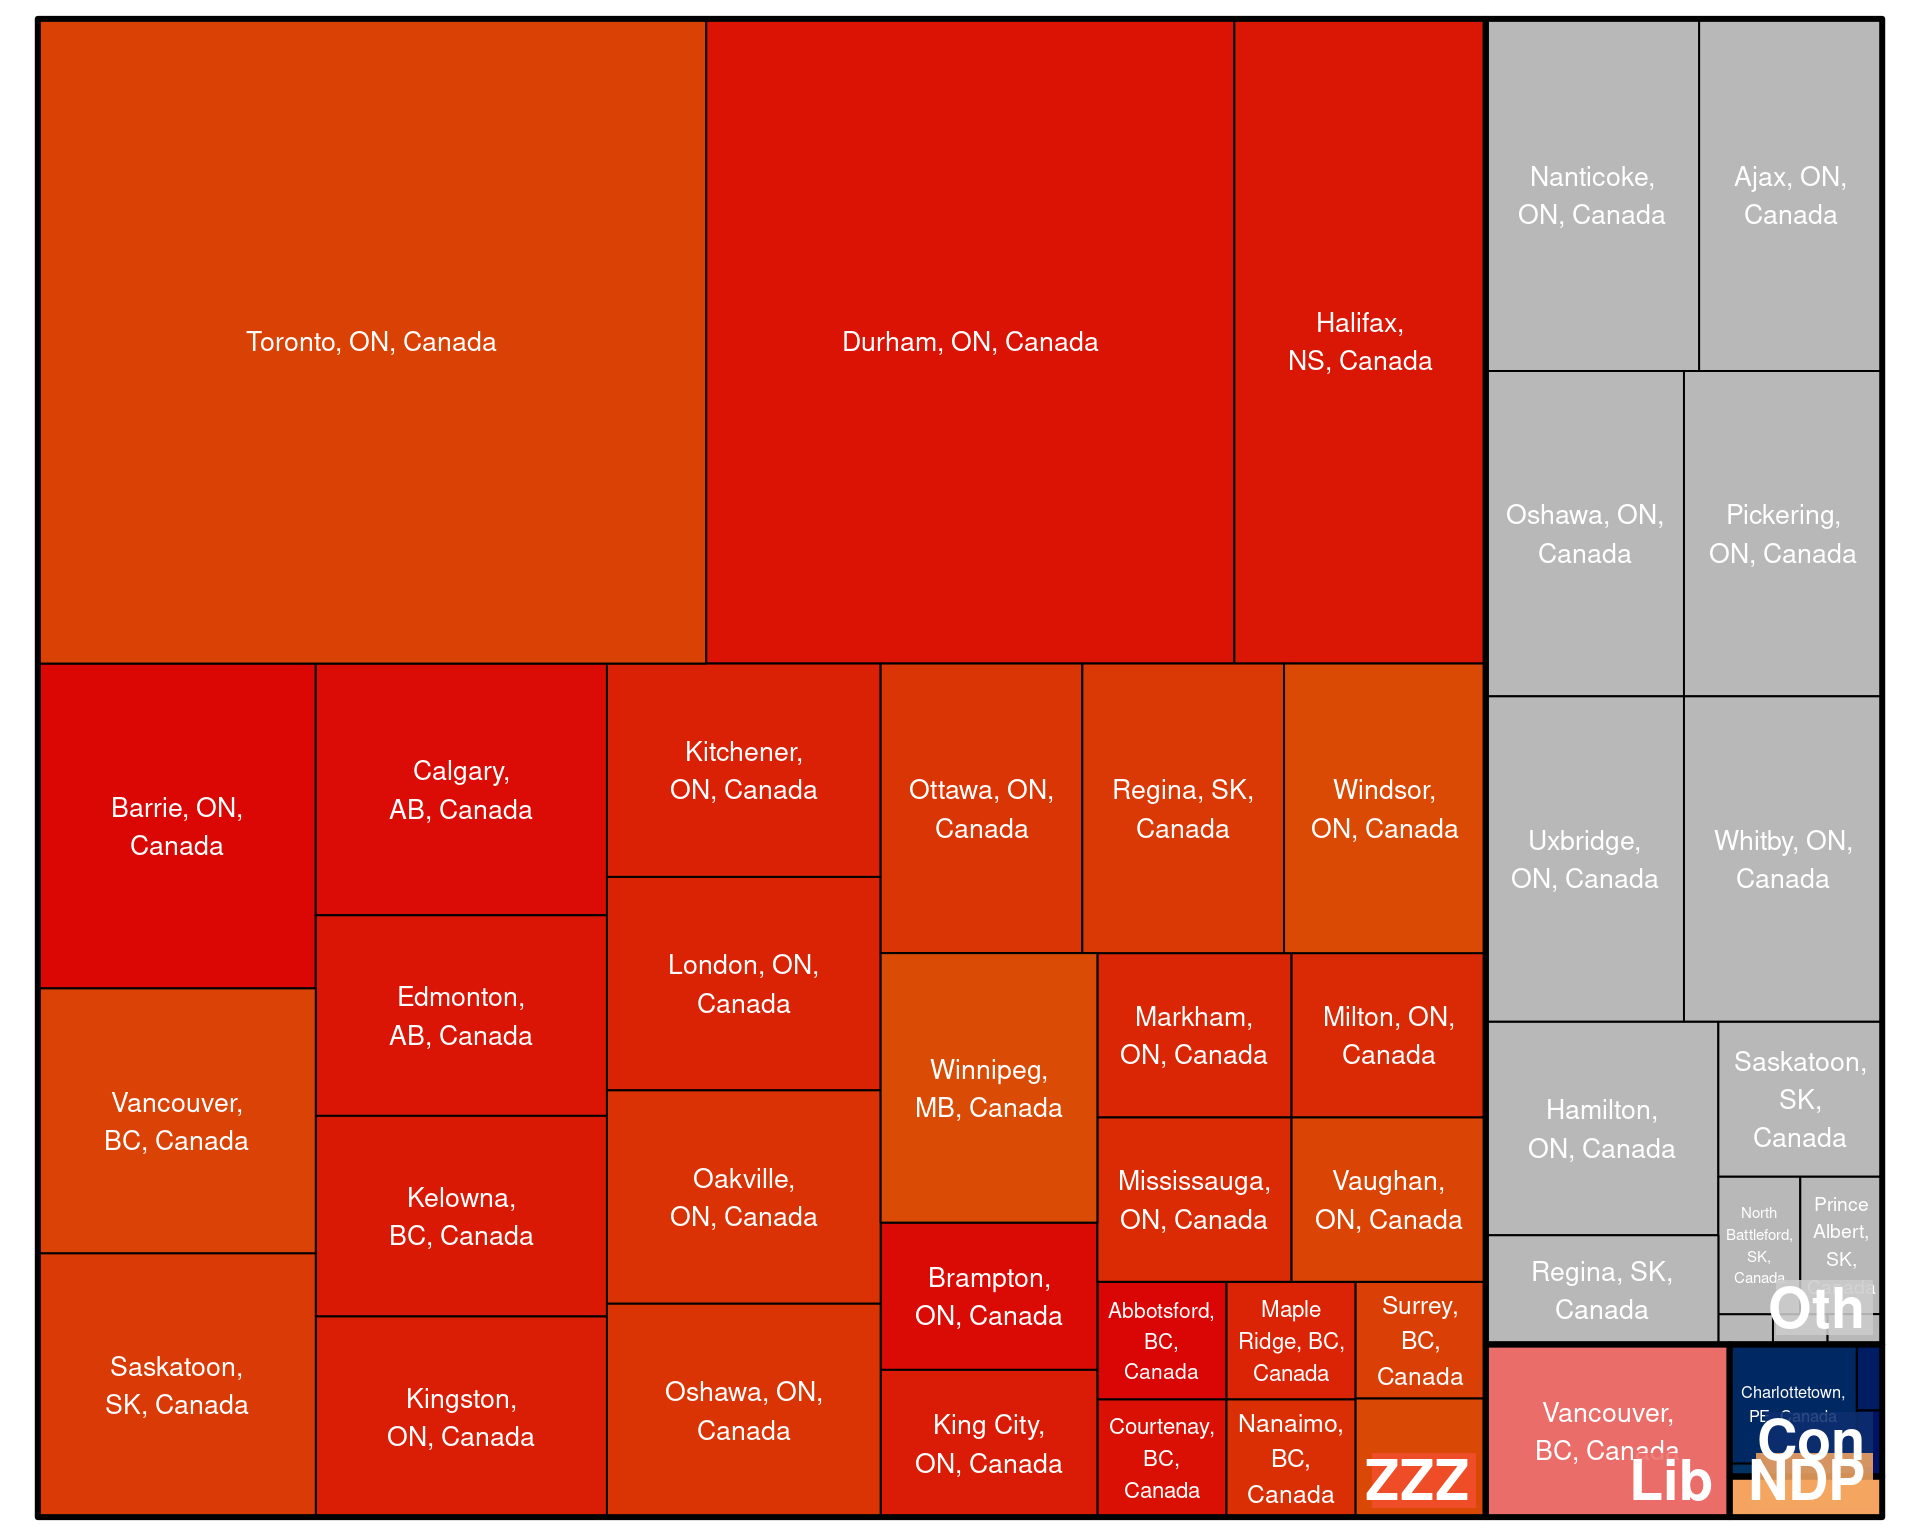 Toronto, ON, Canada
Durham, ON, Canada
Halifax,
NS, Canada
Nanticoke,
ON, Canada
Ajax, ON,
Canada
Oshawa, ON,
Canada
Pickering,
ON, Canada
Uxbridge,
ON, Canada
Whitby, ON,
Canada
Barrie, ON,
Canada
Calgary,
AB, Canada
Kitchener,
ON, Canada
Ottawa, ON,
Canada
Regina, SK,
Canada
Windsor,
ON, Canada
Edmonton,
AB, Canada
London, ON,
Canada
Vancouver,
BC, Canada
Kelowna,
BC, Canada
Oakville,
ON, Canada
Winnipeg,
MB, Canada
Markham,
ON, Canada
Milton, ON,
Canada
Mississauga,
ON, Canada
Vaughan,
ON, Canada
Hamilton,
ON, Canada
Saskatoon,
SK,
Canada
North
Battleford,
SK,
Canada
Prince
Albert,
SK,
Canada
Regina, SK,
Canada
Oth
Saskatoon,
SK, Canada
Kingston,
ON, Canada
Oshawa, ON,
Canada
Brampton,
ON, Canada
King City,
ON, Canada
Abbotsford,
BC,
Canada
Maple
Ridge, BC,
Canada
Surrey,
BC,
Canada
Courtenay,
BC,
Canada
Nanaimo,
BC,
Canada
ZZZ
Vancouver,
BC, Canada
Lib
Charlottetown,
PE, Canada
Con
NDP